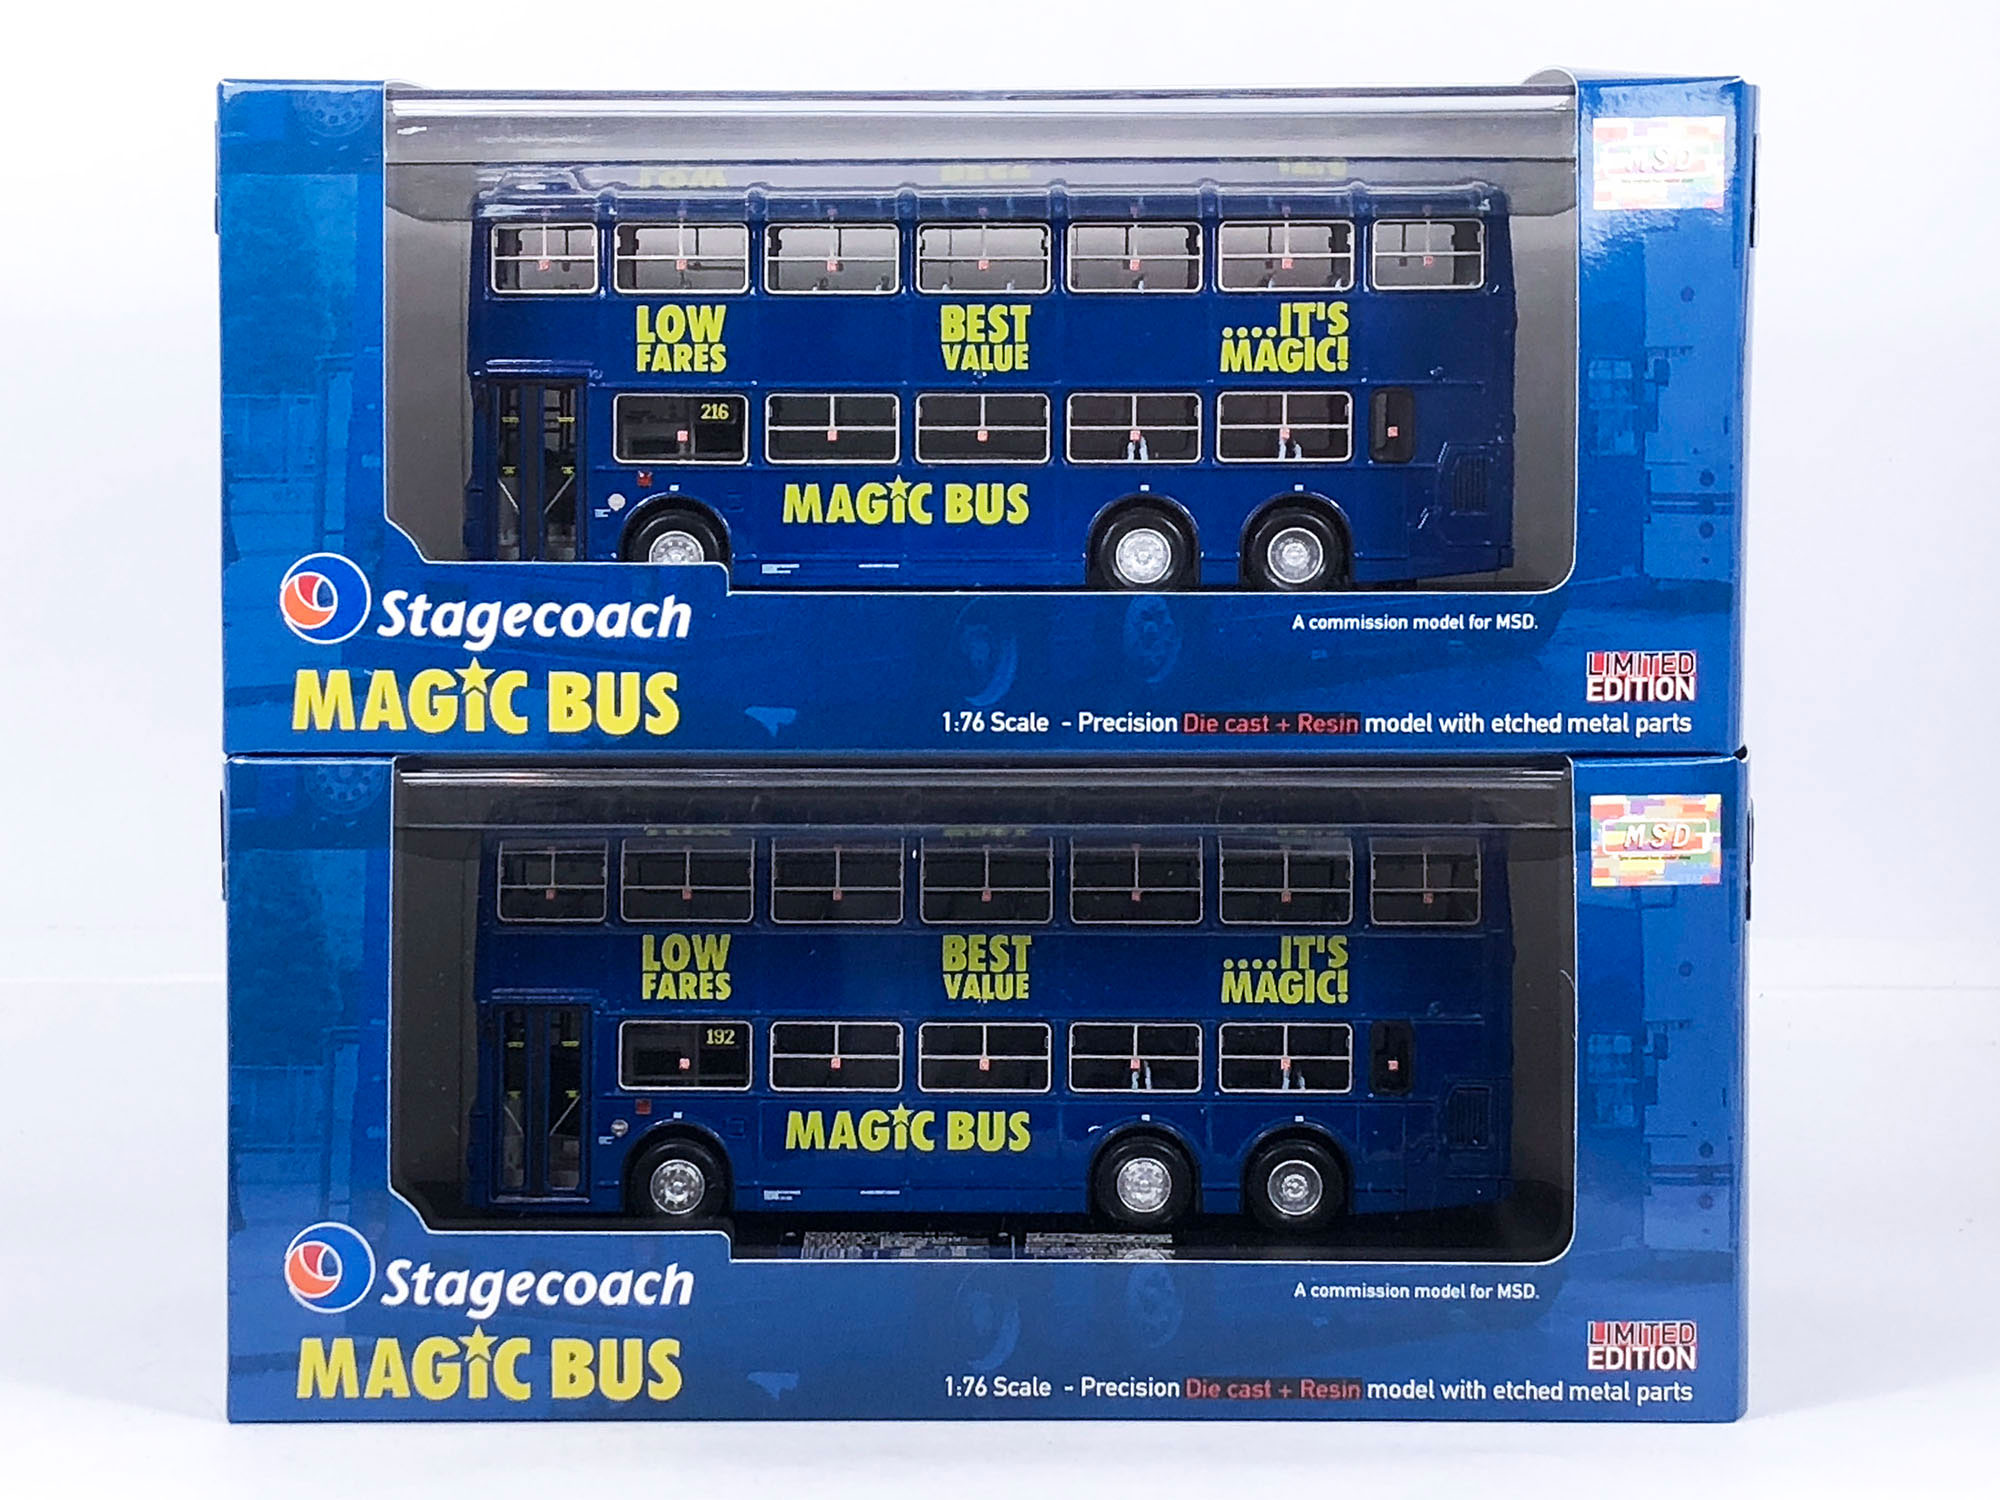 MSD
LOW
FARES
BEST
VALUE
....IT'S
MAGIC!
216
MAGIC BUS
Stagecoach
MAGIC BUS
A commission model for MSD.
LIMITED
EDITION
1:76 Scale - Precision Die cast + Resin model with etched metal parts
MSD
LOW
FARES
BEST
VALUE
....IT'S
MAGIC!
192
MAGIC BUS
Stagecoach
MAGIC BUS
A commission model for MSD.
LIMITED
EDITION
1:76 Scale - Precision Die cast + Resin model with etched metal parts